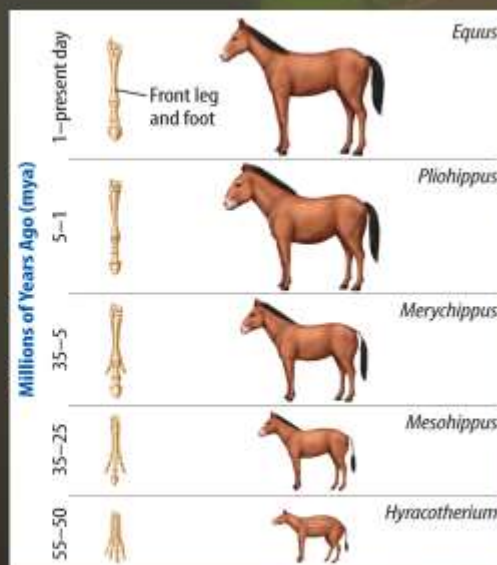 Millions of Years Ago (mya)
1–present day
Front leg
and foot
Equus
5–1
Pliohippus
35–5
Merychippus
35–25
Mesohippus
55–50
Hyracotherium